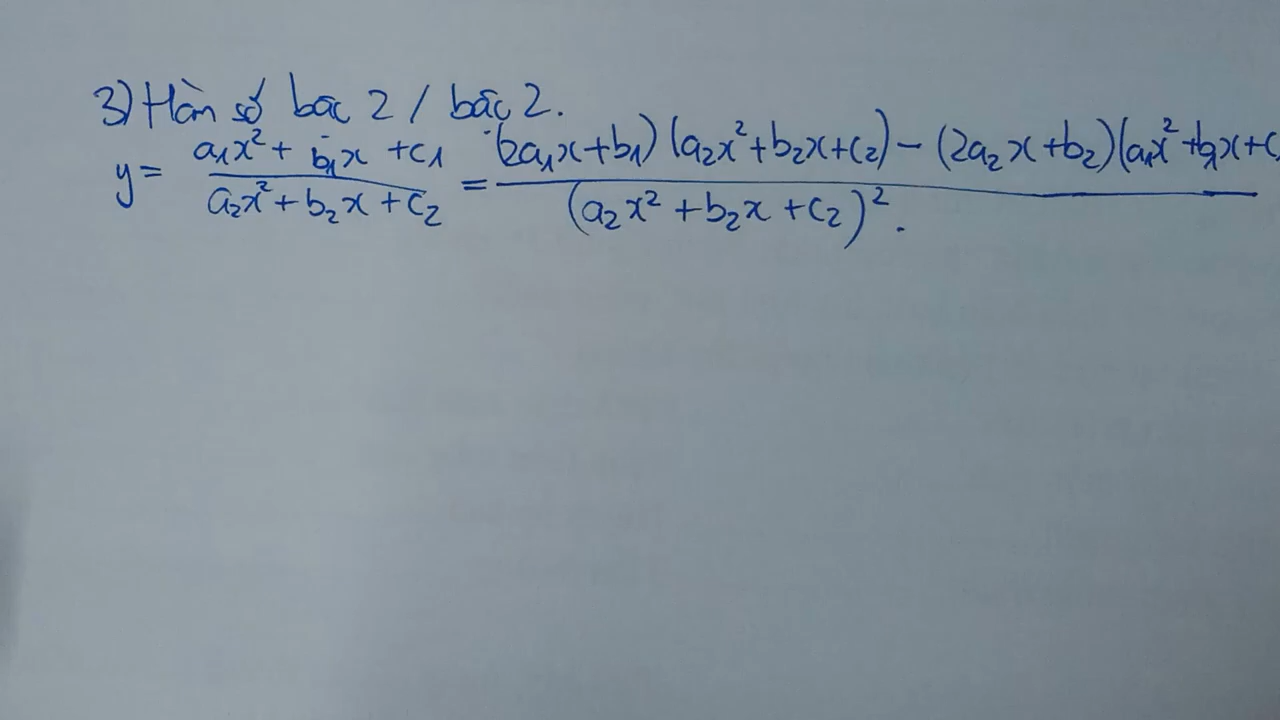 3) Hàm số bậc 2 / bậc 2.
y = (a₁x² + b₁x + c₁)/(a₂x² + b₂x + c₂) = ((2a₁x + b₁)(a₂x² + b₂x + c₂) − (2a₂x + b₂)(a₁x² + b₁x + c)/((a₂x² + b₂x + c₂)².